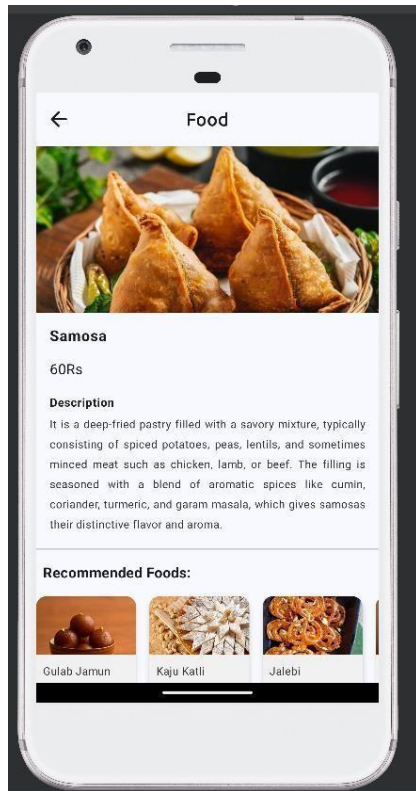 Food
Samosa
60Rs
Description
It is a deep-fried pastry filled with a savory mixture, typically
consisting of spiced potatoes, peas, lentils, and sometimes
minced meat such as chicken, lamb, or beef. The filling is
seasoned with a blend of aromatic spices like cumin,
coriander, turmeric, and garam masala, which gives samosas
their distinctive flavor and aroma.
Recommended Foods:
Gulab Jamun
Kaju Katli
Jalebi